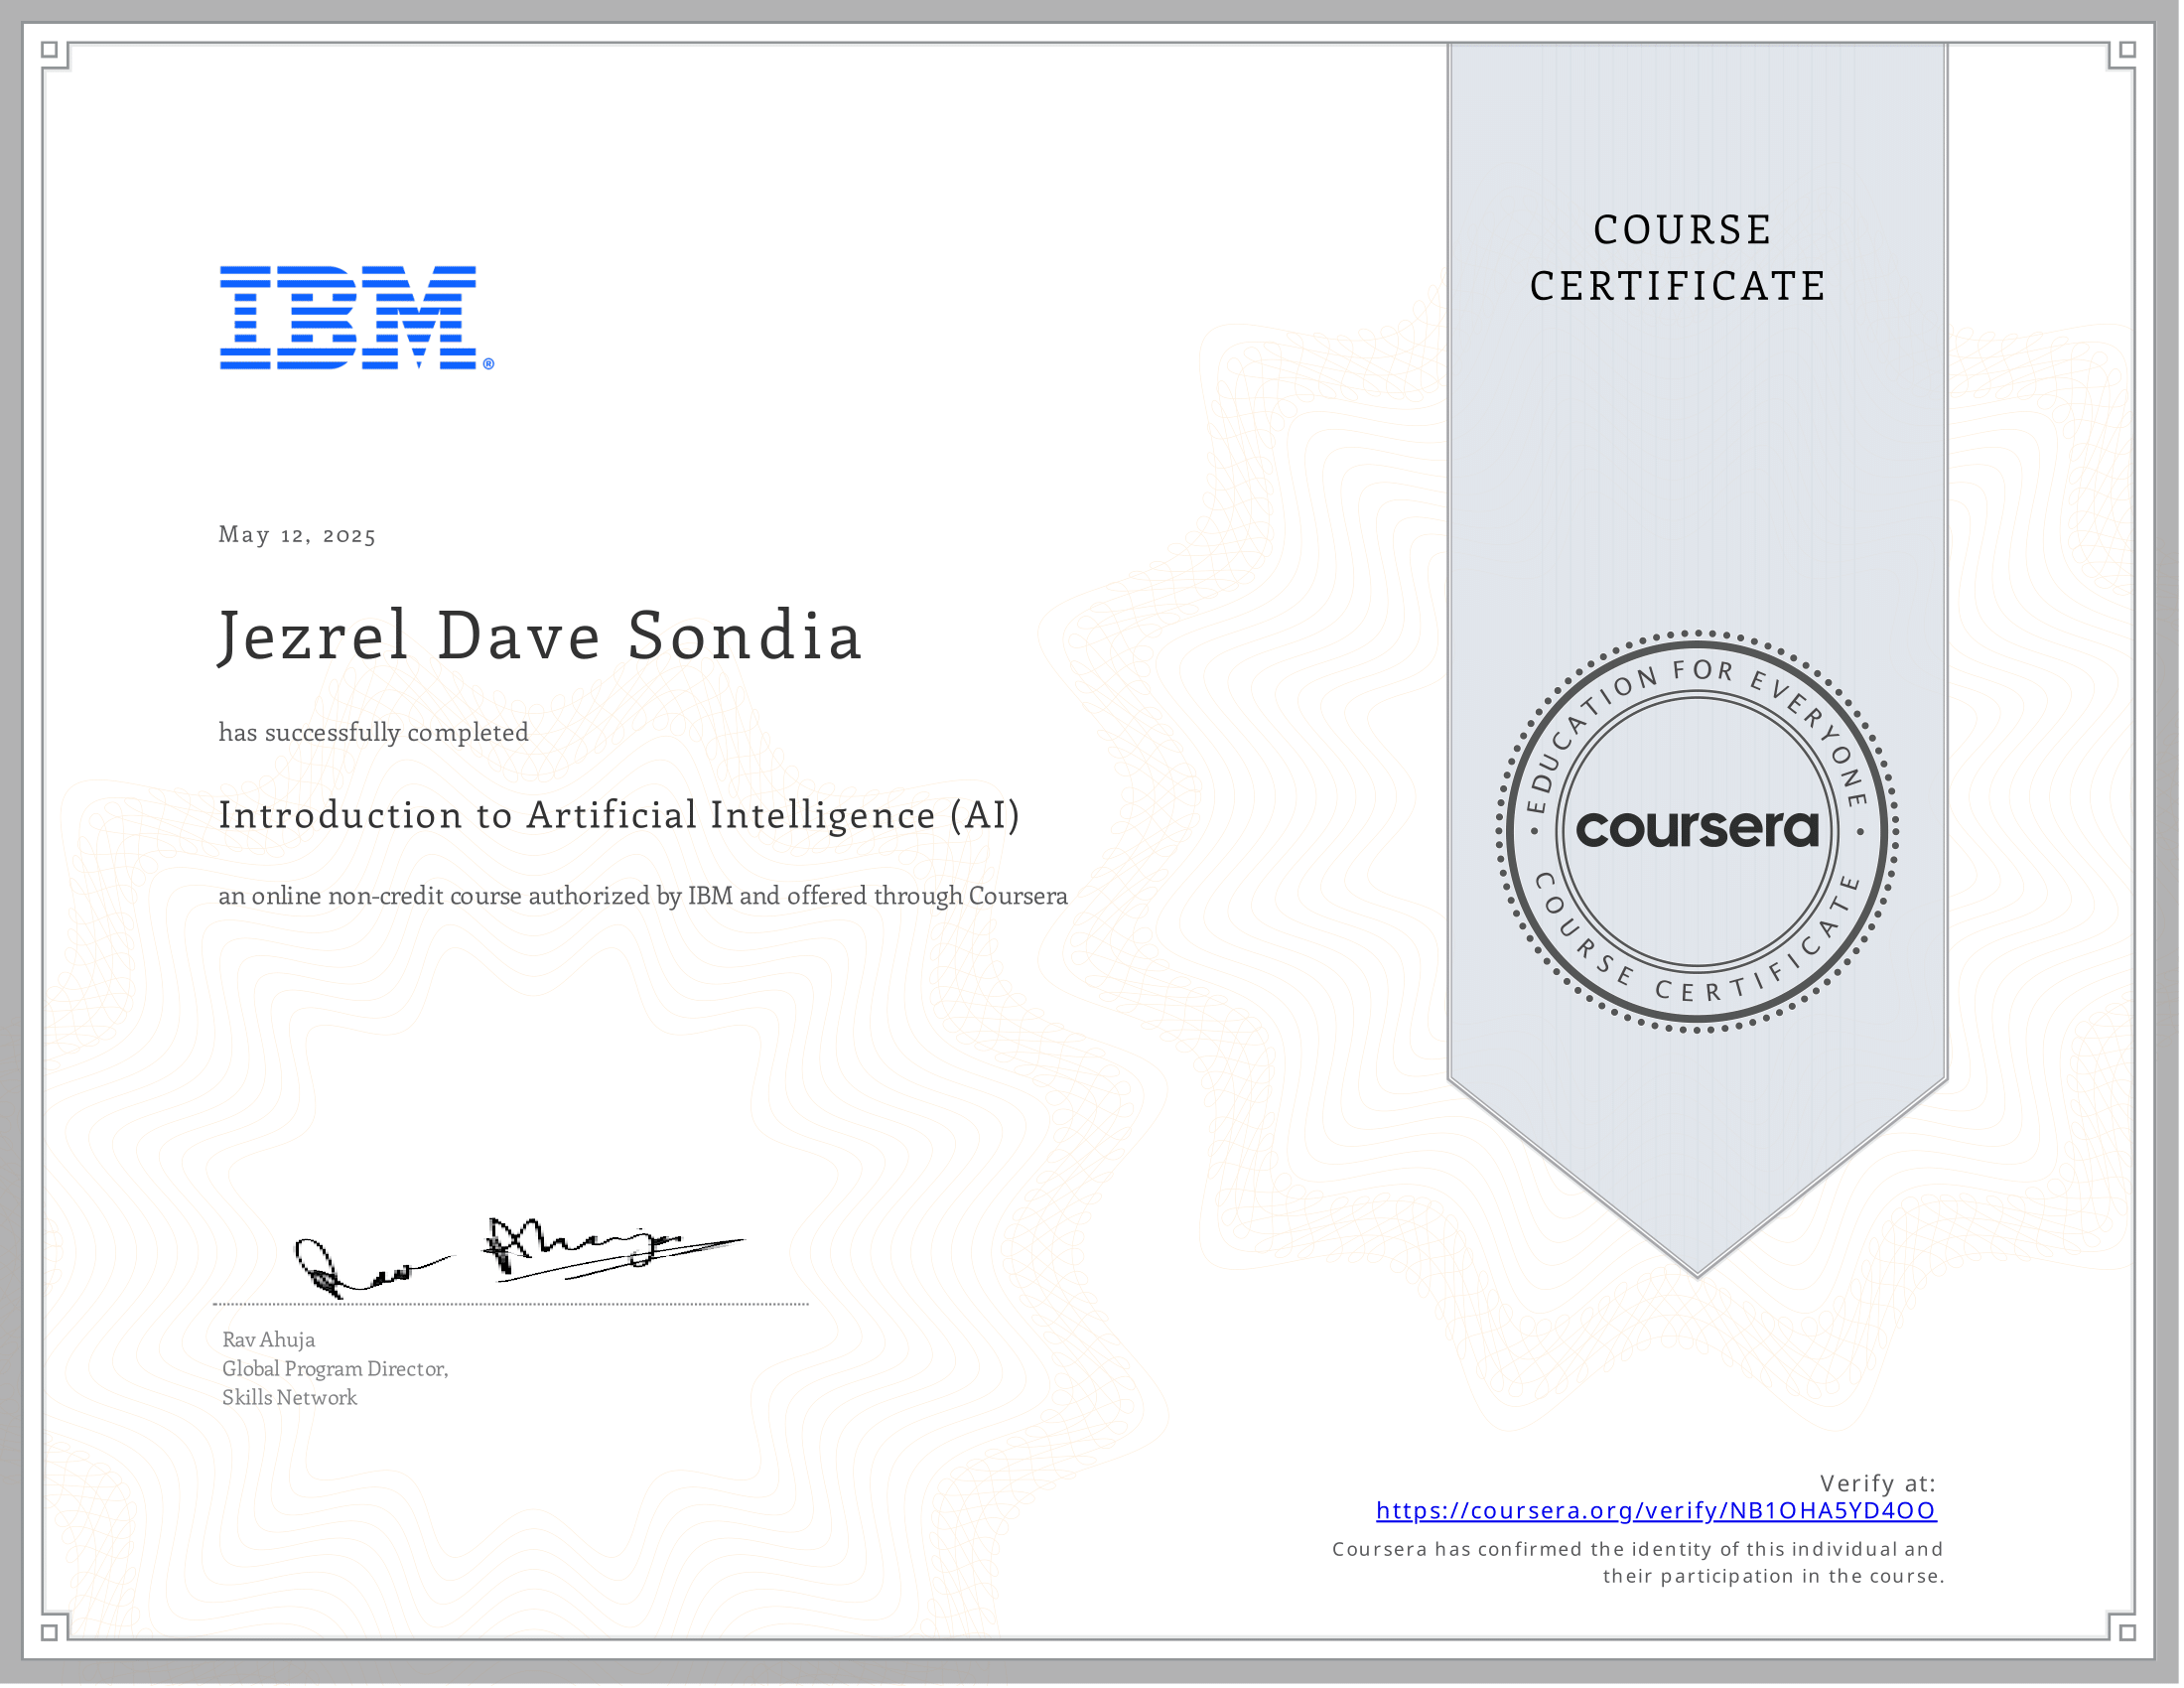 IBM®
COURSE
CERTIFICATE
May 12, 2025
Jezrel Dave Sondia
has successfully completed
Introduction to Artificial Intelligence (AI)
an online non-credit course authorized by IBM and offered through Coursera
EDUCATION FOR EVERYONE
coursera
COURSE CERTIFICATE
Rav Ahuja
Global Program Director,
Skills Network
Verify at:
https://coursera.org/verify/NB1OHA5YD4OO
Coursera has confirmed the identity of this individual and
their participation in the course.